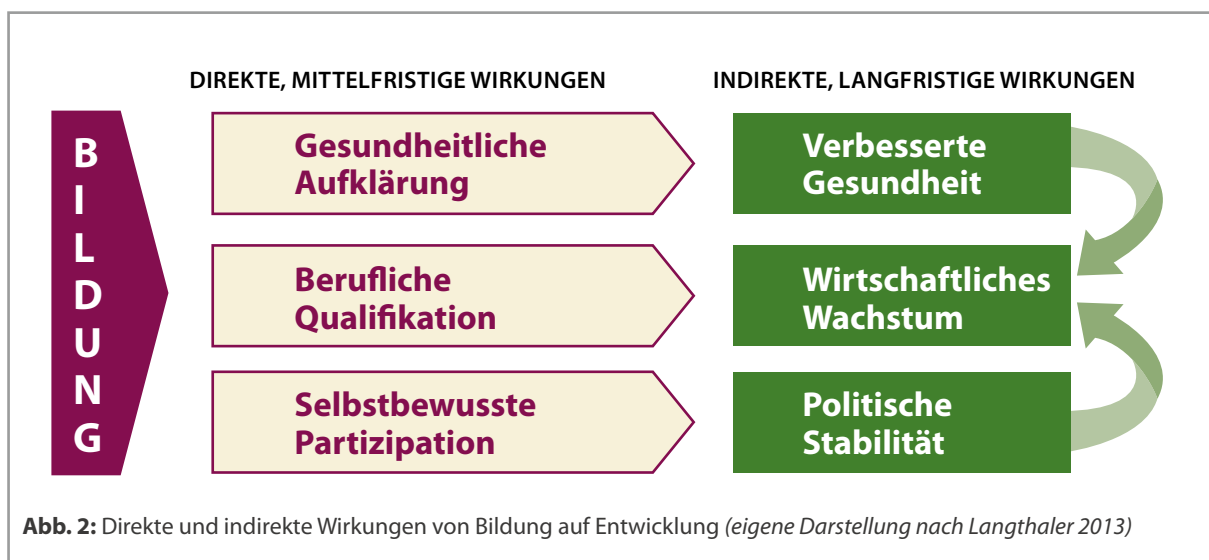 DIREKTE, MITTELFRISTIGE WIRKUNGEN
INDIREKTE, LANGFRISTIGE WIRKUNGEN
BILDUNG
Gesundheitliche
Aufklärung
Verbesserte
Gesundheit
Berufliche
Qualifikation
Wirtschaftliches
Wachstum
Selbstbewusste
Partizipation
Politische
Stabilität
Abb. 2: Direkte und indirekte Wirkungen von Bildung auf Entwicklung (eigene Darstellung nach Langthaler 2013)